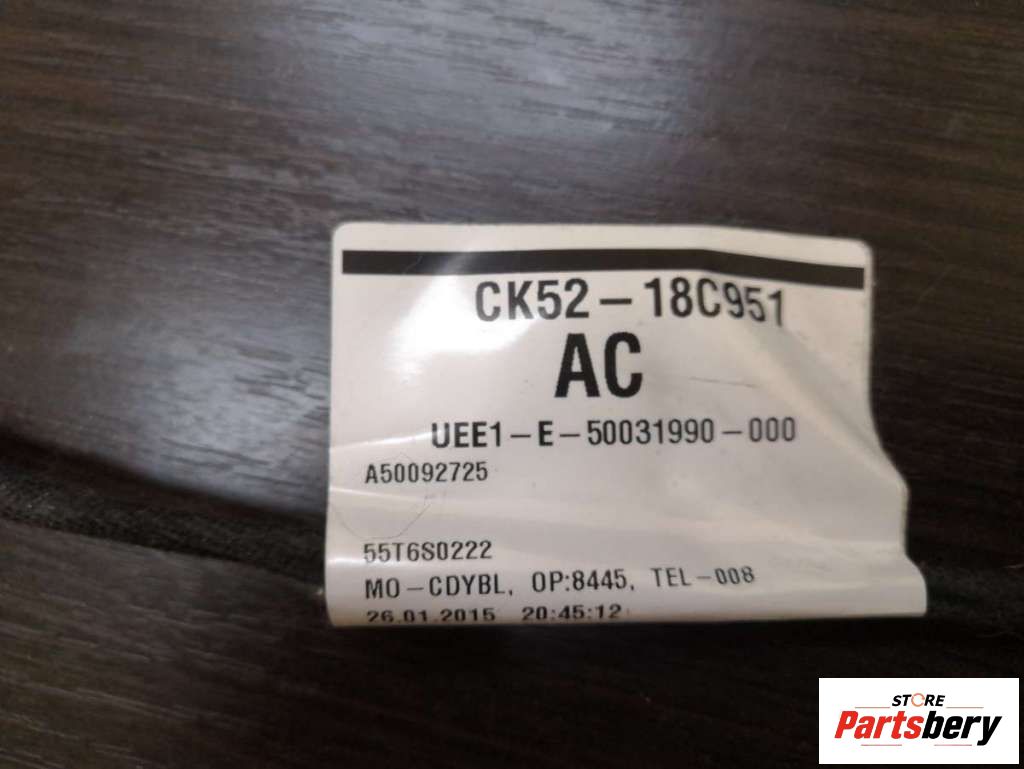 CK52-18C951
AC
UEE1-E-50031990-000
A50092725
55T6S0222
MO-CDYBL, OP:8445, TEL-008
26.01.2015 20:45:12
STORE
Partsbery